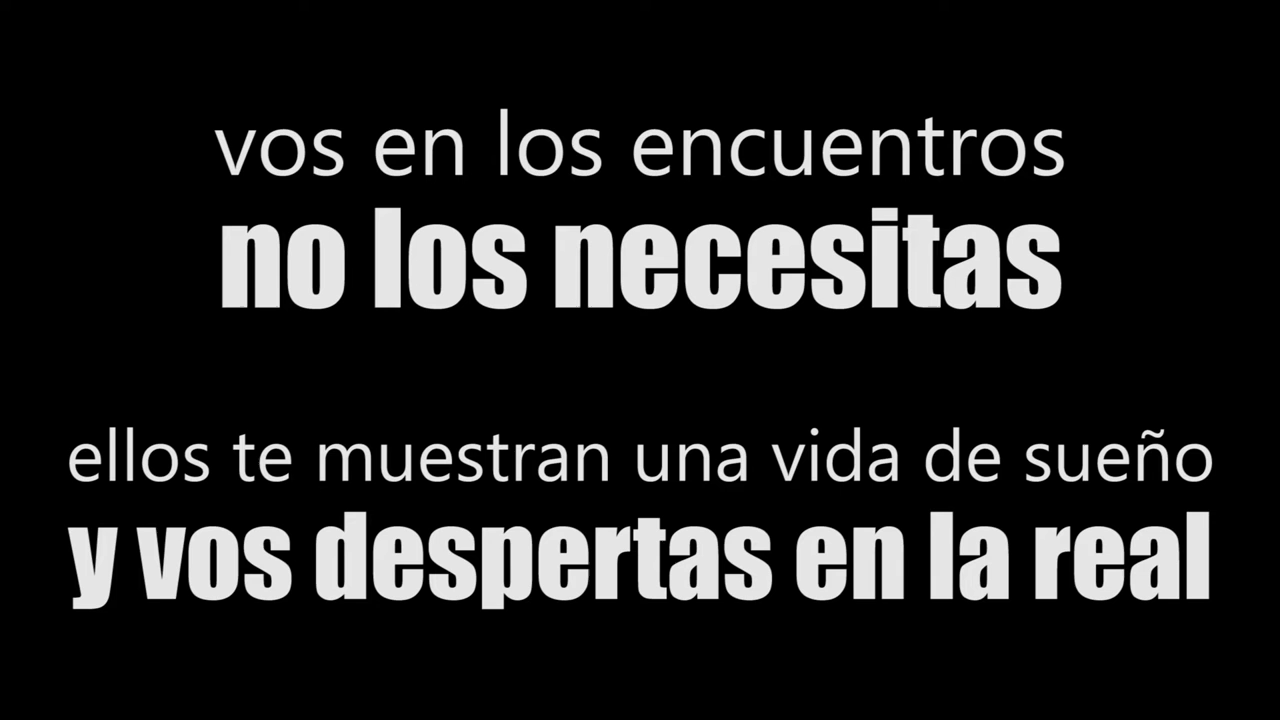 vos en los encuentros
no los necesitas
ellos te muestran una vida de sueño
y vos despertas en la real